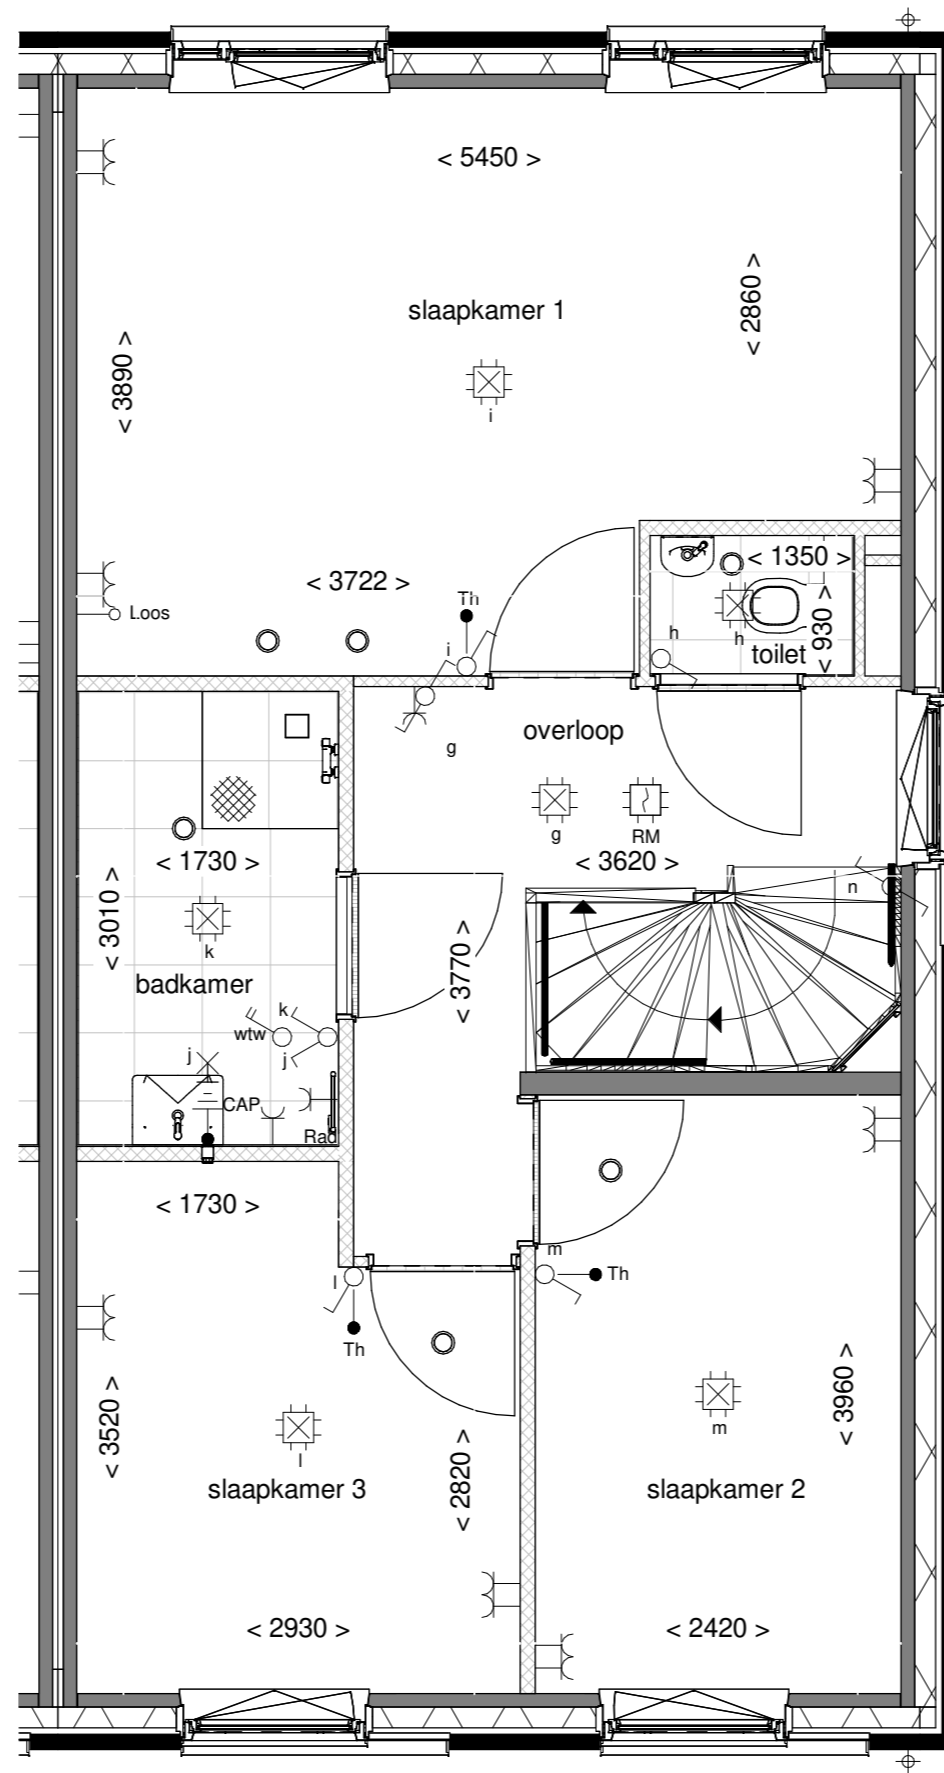 < 5450 >
< 2860 >
slaapkamer 1
< 3890 >
i
< 1350 >
< 3722 >
Th
Loos
h
h
< 930 >
toilet
i
overloop
g
g
RM
< 1730 >
< 3620 >
n
< 3010 >
k
< 3770 >
badkamer
k
wtw
j
j
CAP
Rad
< 1730 >
m
Th
l
Th
< 3520 >
< 3960 >
m
l
< 2820 >
slaapkamer 3
slaapkamer 2
< 2930 >
< 2420 >